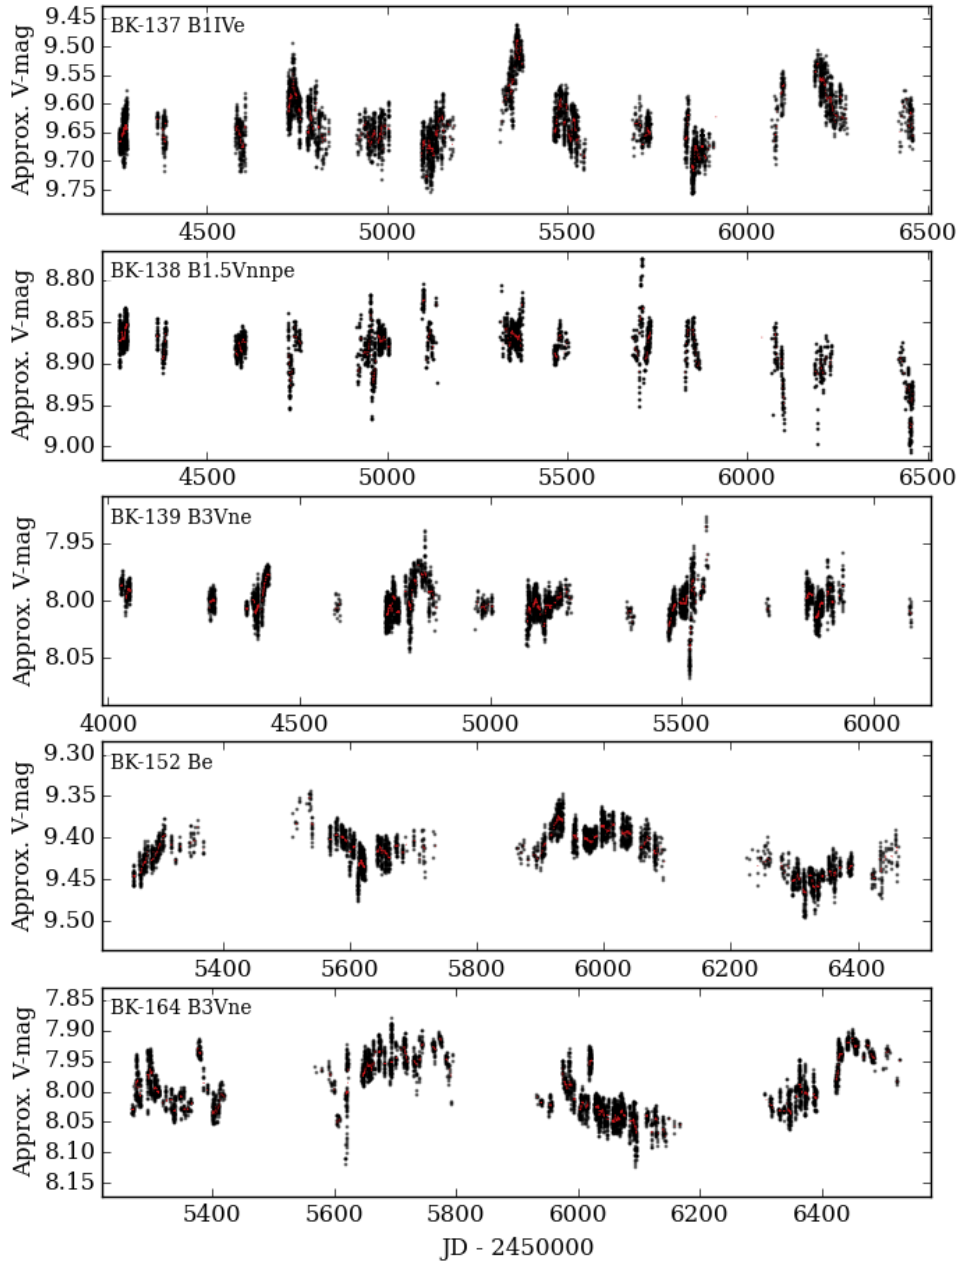 BK-137 B1IVe
Approx. V-mag
9.45
9.50
9.55
9.60
9.65
9.70
9.75
4500 5000 5500 6000 6500
BK-138 B1.5Vnnpe
Approx. V-mag
8.80
8.85
8.90
8.95
9.00
4500 5000 5500 6000 6500
BK-139 B3Vne
Approx. V-mag
7.95
8.00
8.05
4000 4500 5000 5500 6000
BK-152 Be
Approx. V-mag
9.30
9.35
9.40
9.45
9.50
5400 5600 5800 6000 6200 6400
BK-164 B3Vne
Approx. V-mag
7.85
7.90
7.95
8.00
8.05
8.10
8.15
5400 5600 5800 6000 6200 6400
JD - 2450000